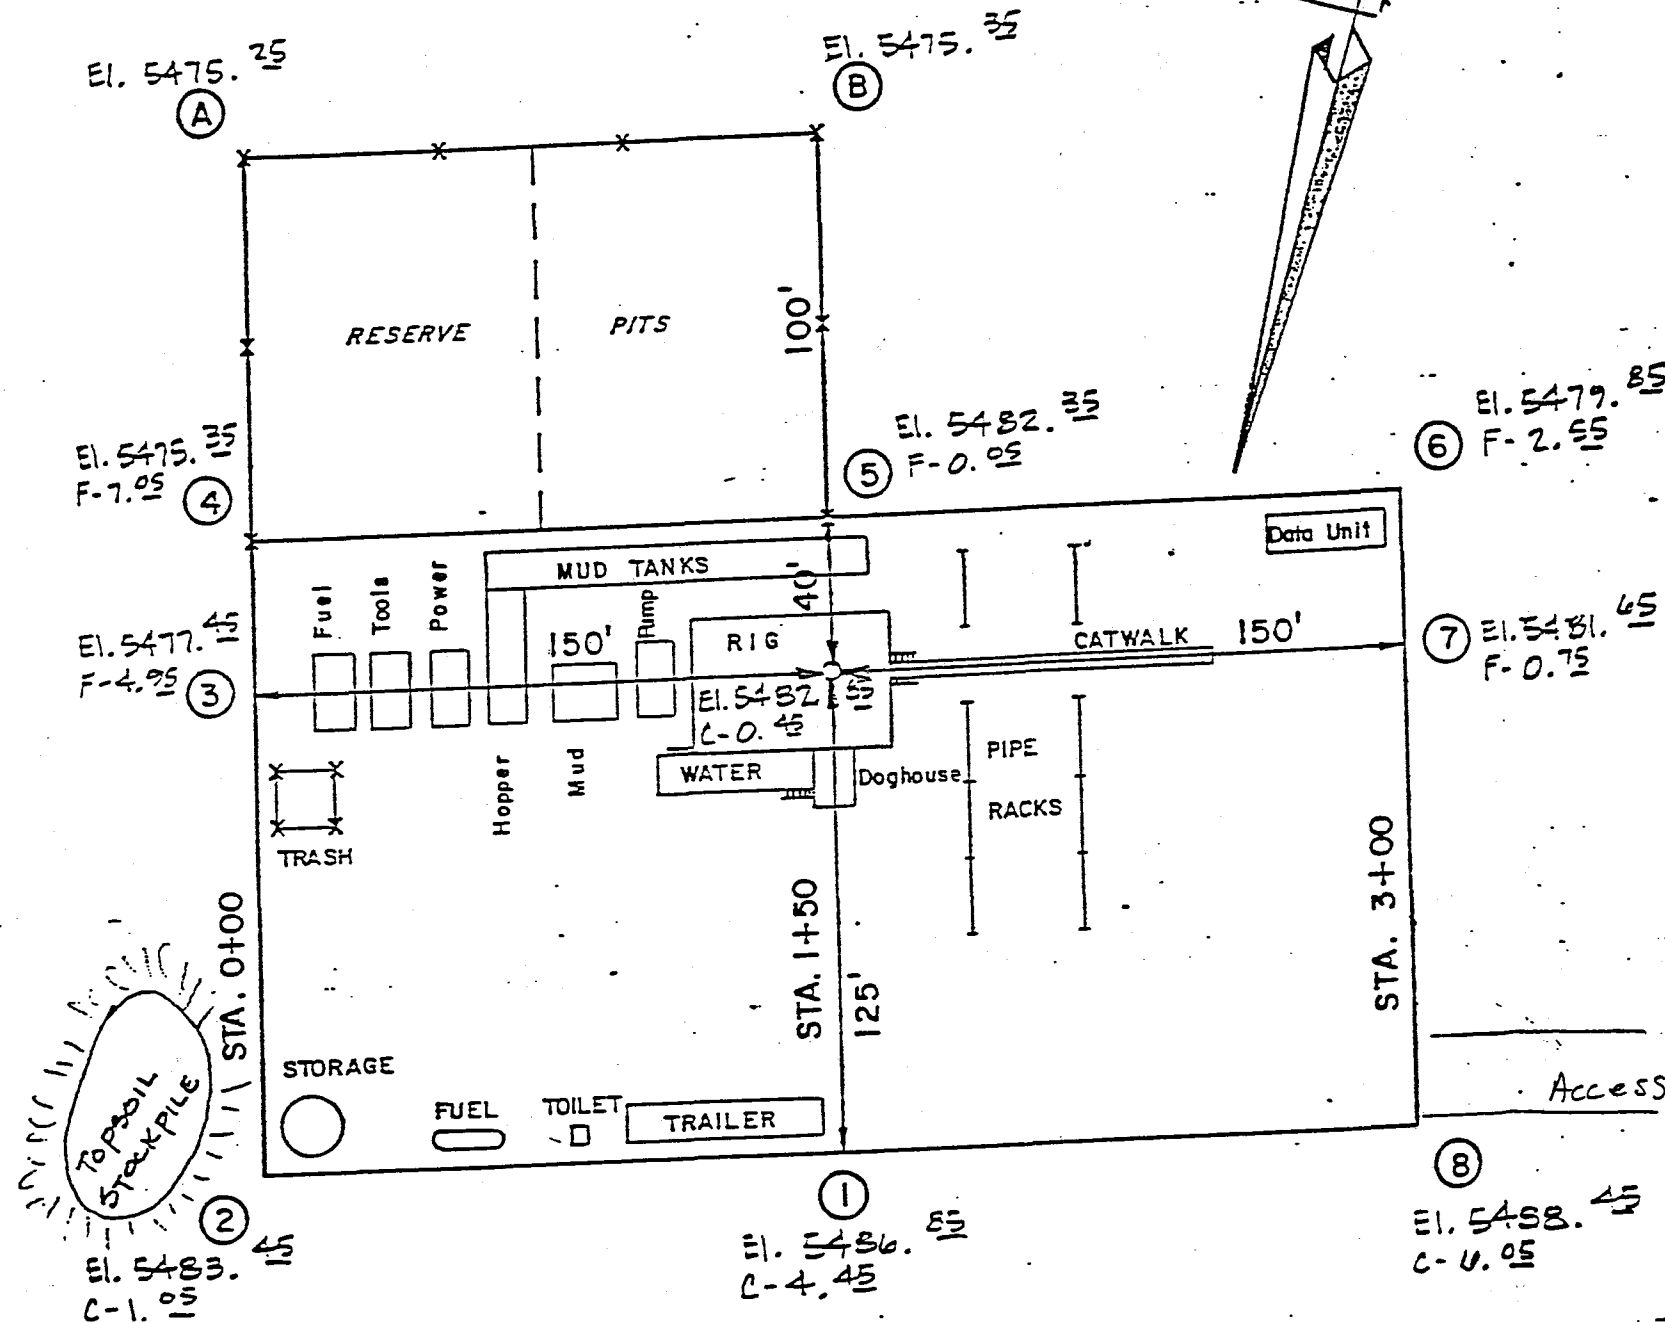 El. 5475. 25
A
El. 5475. 35
B
RESERVE PITS
100'
El. 5475. 35
F-7.05
4
El. 5482. 35
F-0.05
5
El. 5479. 85
F-2.55
6
Data Unit
MUD TANKS
40'
Fuel
Tools
Power
150'
Pump
RIG
CATWALK 150'
El. 5477. 45
F-4.95
3
7
El. 5481. 65
F-0.75
El. 5482
C-0.45
Hopper
Mud
WATER
Doghouse
PIPE
RACKS
TRASH
STA. 0+00
STA. 1+50
125'
STA. 3+00
TOPSOIL
STOCKPILE
STORAGE
FUEL
TOILET
TRAILER
Access
2
El. 5483. 45
C-1.05
1
El. 5486. 85
C-4.45
8
El. 5488. 45
C-6.05